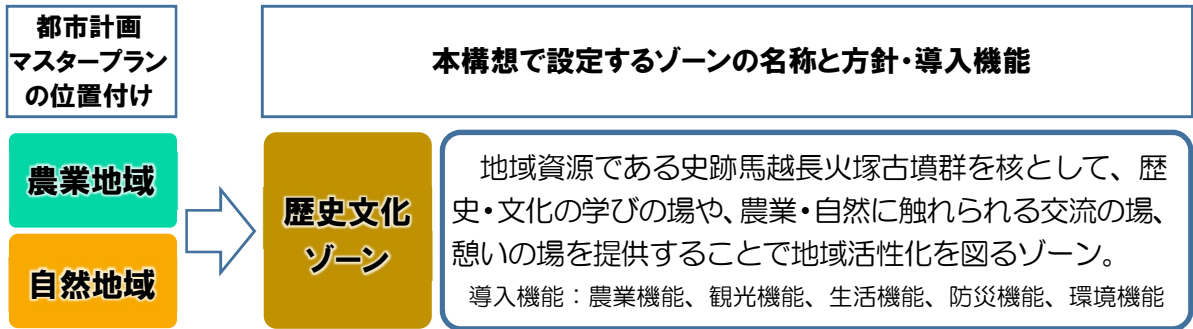 都市計画
マスタープラン
の位置付け
本構想で設定するゾーンの名称と方針・導入機能
農業地域
自然地域
歴史文化
ゾーン
地域資源である史跡馬越長火塚古墳群を核として、歴
史・文化の学びの場や、農業・自然に触れられる交流の場、
憩いの場を提供することで地域活性化を図るゾーン。
導入機能：農業機能、観光機能、生活機能、防災機能、環境機能